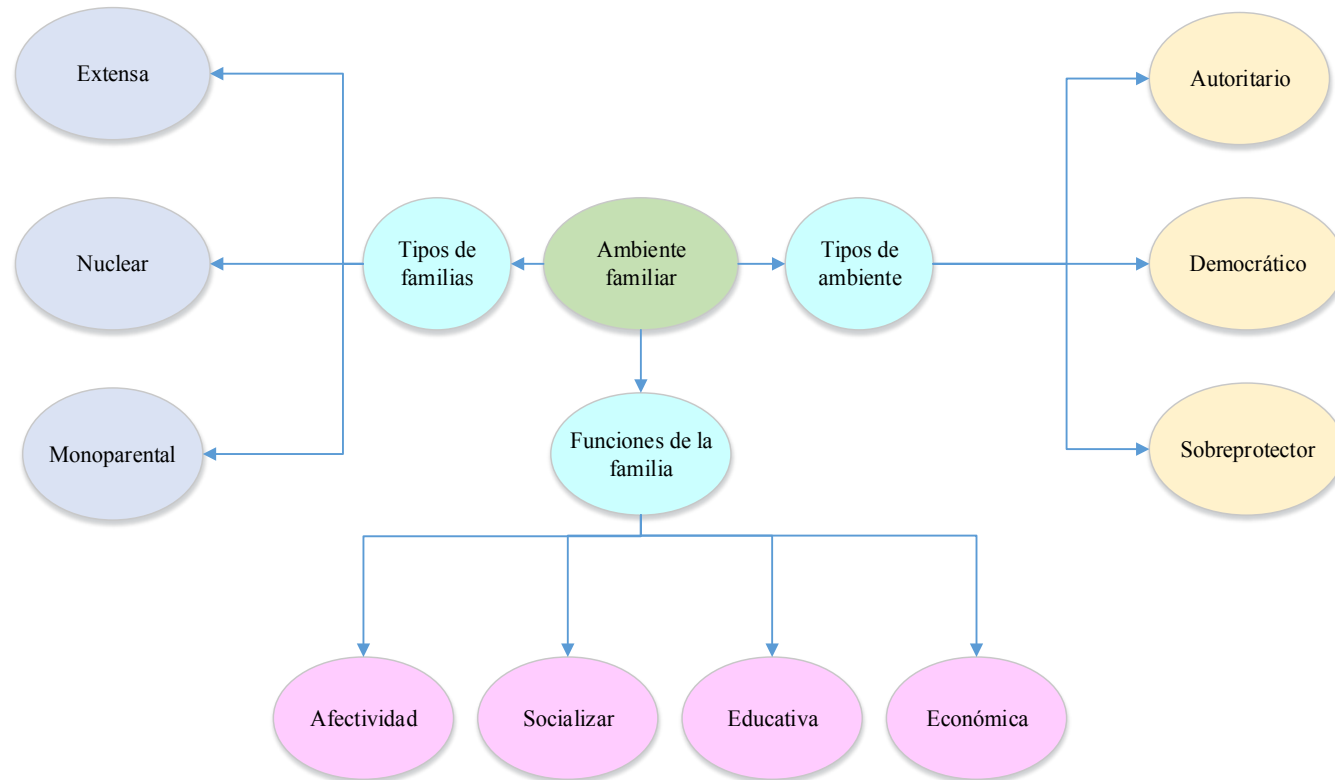 Extensa
Autoritario
Nuclear
Tipos de
familias
Ambiente
familiar
Tipos de
ambiente
Democrático
Monoparental
Funciones de la
familia
Sobreprotector
Afectividad
Socializar
Educativa
Económica